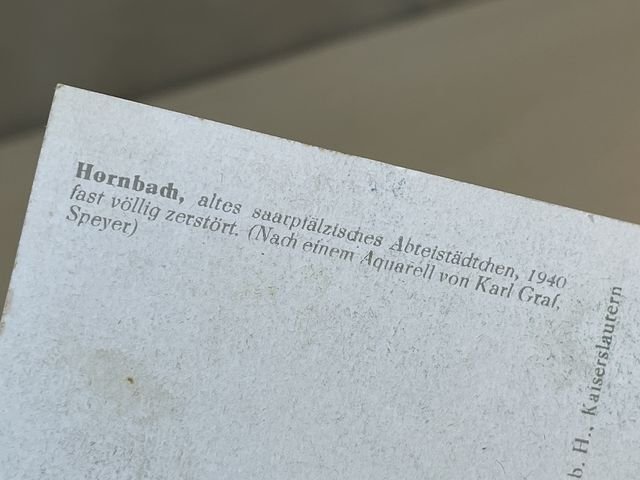 Hornbach, altes saarpfälzisches Abteistädtchen, 1940
fast völlig zerstört. (Nach einem Aquarell von Karl Graf,
Speyer)
b. H., Kaiserslautern